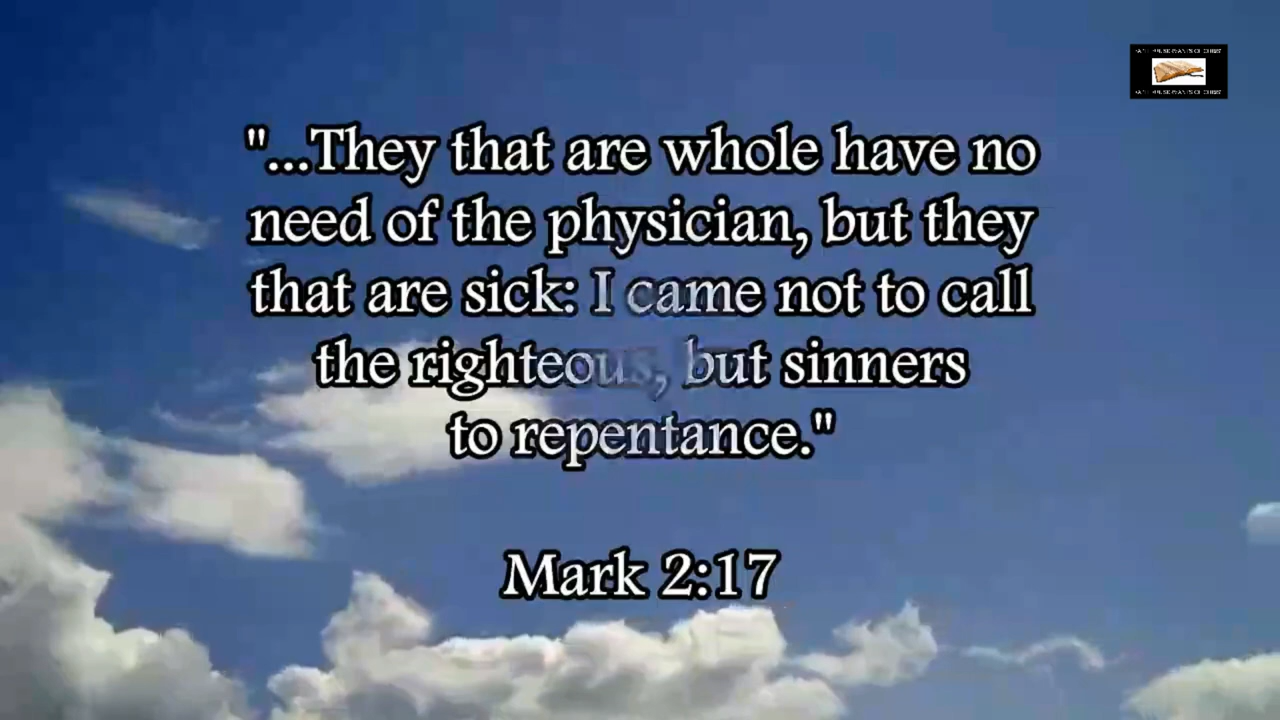 "...They that are whole have no
need of the physician, but they
that are sick: I came not to call
the righteous, but sinners
to repentance."
Mark 2:17